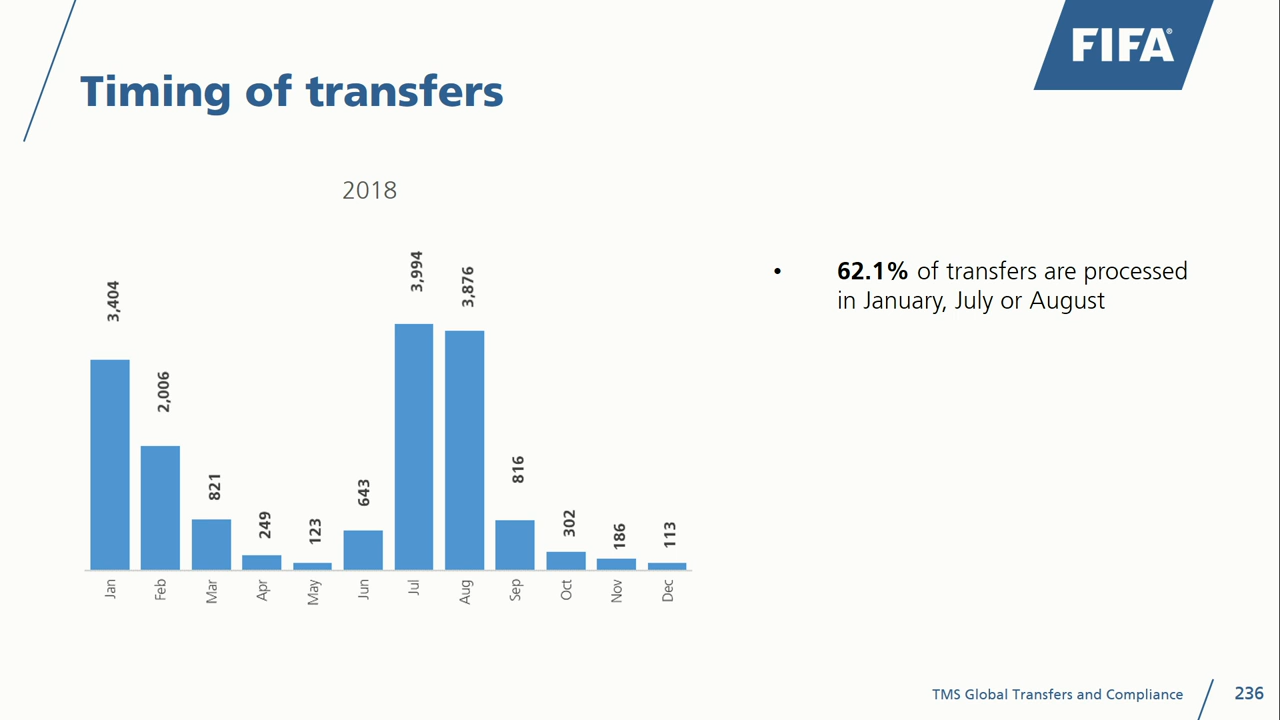 FIFA®
Timing of transfers
2018
3,404
2,006
821
249
123
643
3,994
3,876
816
302
186
113
Jan
Feb
Mar
Apr
May
Jun
Jul
Aug
Sep
Oct
Nov
Dec
• 62.1% of transfers are processed
in January, July or August
TMS Global Transfers and Compliance
236